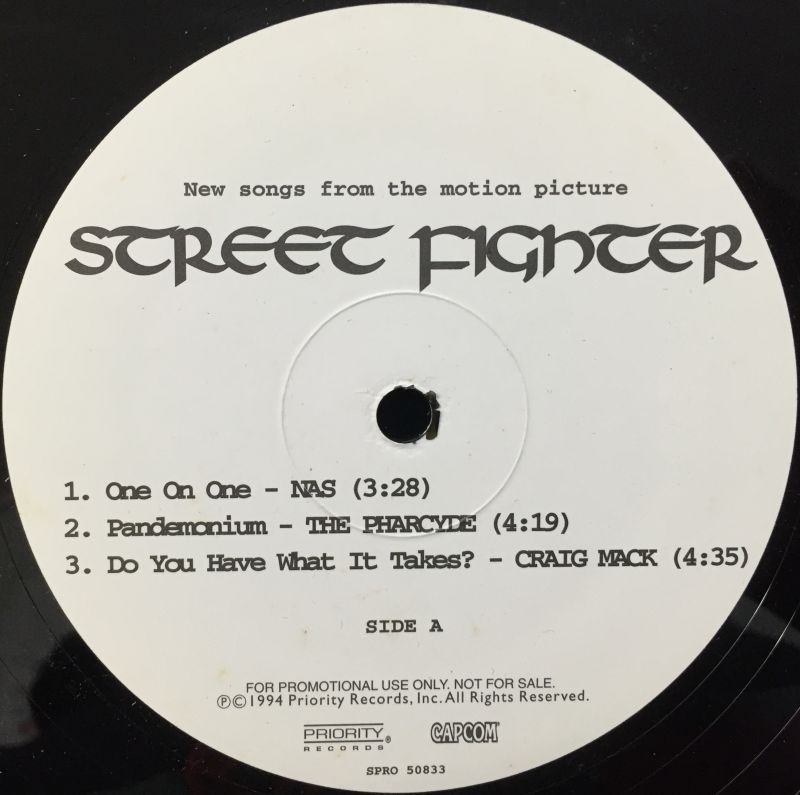 New songs from the motion picture
STREET FIGHTER
1. One On One - NAS (3:28)
2. Pandemonium - THE PHARCYDE (4:19)
3. Do You Have What It Takes? - CRAIG MACK (4:35)
SIDE A
FOR PROMOTIONAL USE ONLY. NOT FOR SALE.
℗©1994 Priority Records, Inc. All Rights Reserved.
PRIORITY RECORDS® CAPCOM
SPRO 50833